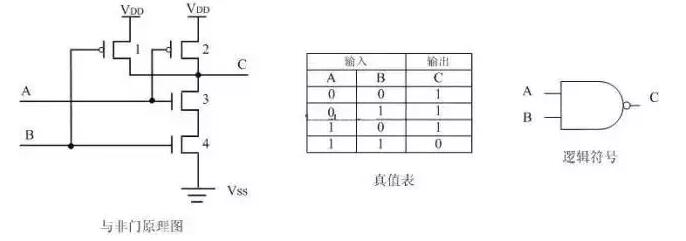 VDD VDD
1 2 C
A 3
B 4
Vss
与非门原理图
输入 输出
A B C
0 0 1
0 1 1
1 0 1
1 1 0
真值表
A
B
C
逻辑符号